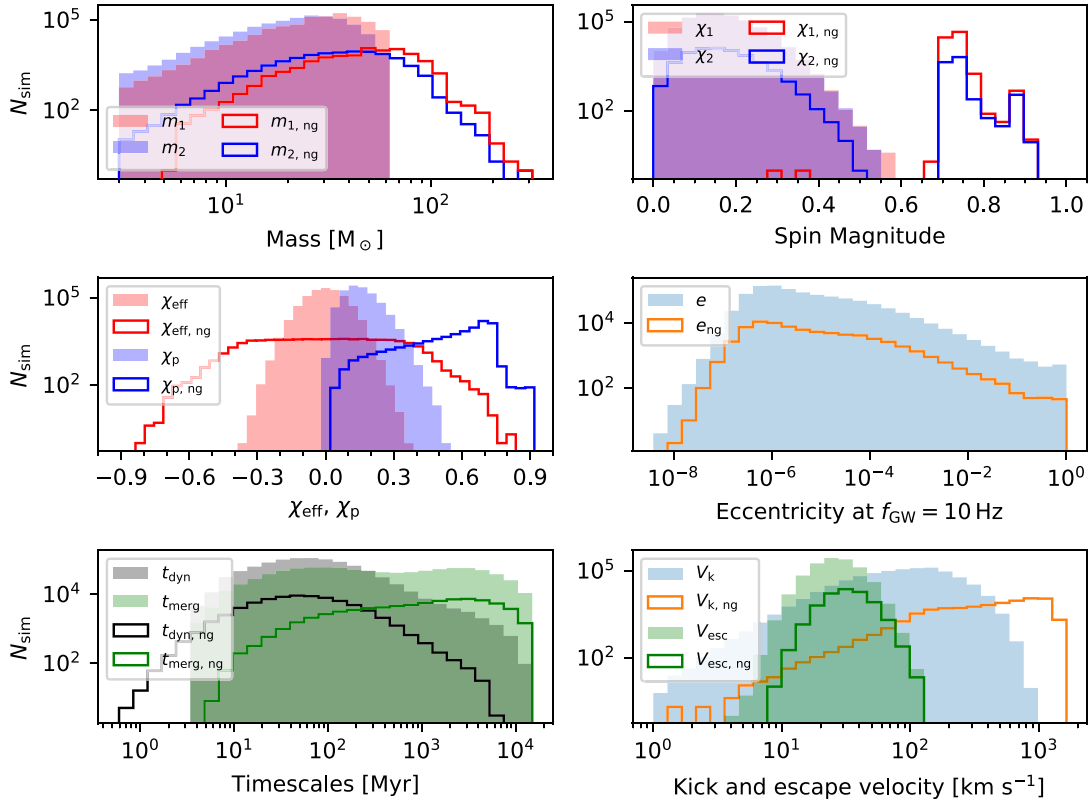 N_sim
10^5
10^2
m_1
m_2
m_1, ng
m_2, ng
10^1
10^2
Mass [M_⊙]
10^5
10^2
χ_1
χ_2
χ_1, ng
χ_2, ng
0.0 0.2 0.4 0.6 0.8 1.0
Spin Magnitude
N_sim
10^5
10^2
χ_eff
χ_eff, ng
χ_p
χ_p, ng
−0.9 −0.6 −0.3 0.0 0.3 0.6 0.9
χ_eff, χ_p
10^4
10^2
e
e_ng
10^−8 10^−6 10^−4 10^−2 10^0
Eccentricity at f_GW = 10 Hz
N_sim
10^4
10^2
t_dyn
t_merg
t_dyn, ng
t_merg, ng
10^0 10^1 10^2 10^3 10^4
Timescales [Myr]
10^5
10^2
V_k
V_k, ng
V_esc
V_esc, ng
10^0 10^1 10^2 10^3
Kick and escape velocity [km s^−1]